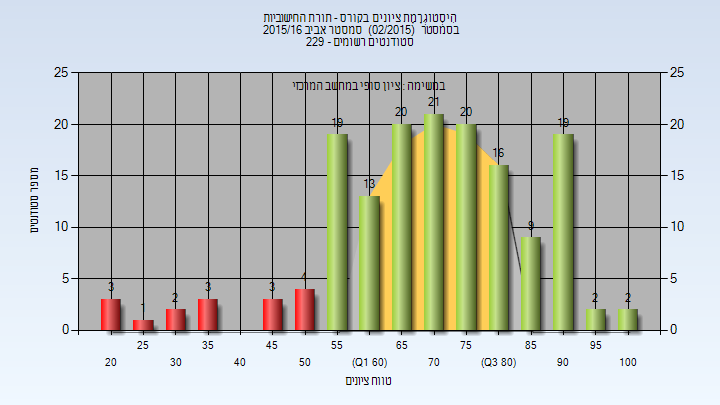 היסטוגרמת ציונים בקורס - תורת החישוביות
בסמסטר (02/2015) סמסטר אביב 2015/16
סטודנטים רשומים - 229
במשימה : ציון סופי במחשב המרכזי
25 25
20 20
15 15
10 10
5 5
0 0
מספר סטודנטים
3 1 2 3 3 4 19 13 20 21 20 16 9 19 2 2
25 35 45 55 65 75 85 95
20 30 40 50 (Q1 60) 70 (Q3 80) 90 100
טווח ציונים